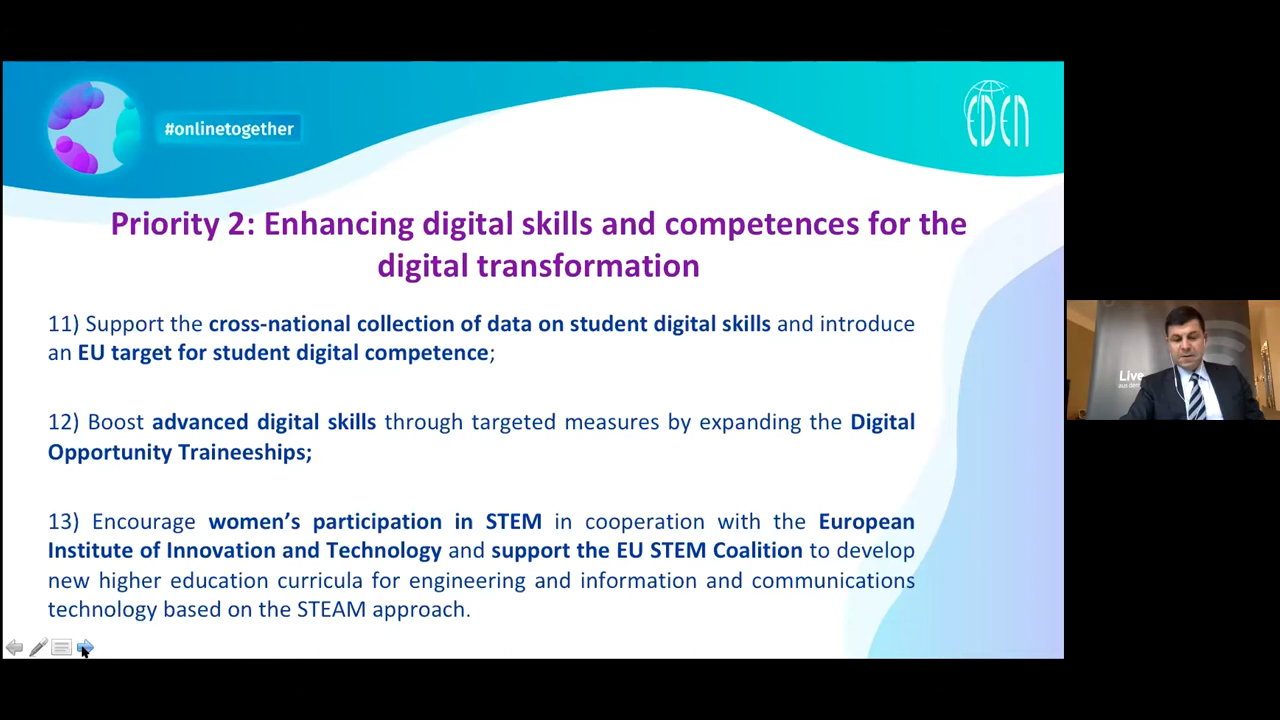 #onlinetogether
EDEN
Priority 2: Enhancing digital skills and competences for the
digital transformation
11) Support the cross-national collection of data on student digital skills and introduce
an EU target for student digital competence;
12) Boost advanced digital skills through targeted measures by expanding the Digital
Opportunity Traineeships;
13) Encourage women’s participation in STEM in cooperation with the European
Institute of Innovation and Technology and support the EU STEM Coalition to develop
new higher education curricula for engineering and information and communications
technology based on the STEAM approach.
Live
aus dem